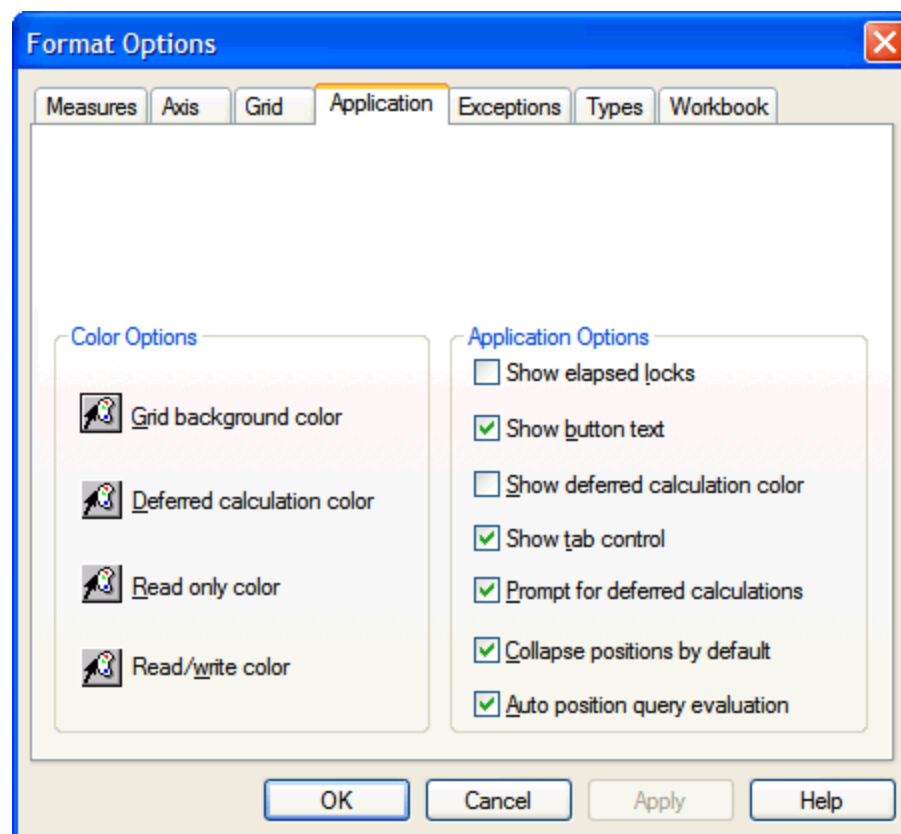 Format Options
Measures Axis Grid Application Exceptions Types Workbook
Color Options
Grid background color
Deferred calculation color
Read only color
Read/write color
Application Options
Show elapsed locks
Show button text
Show deferred calculation color
Show tab control
Prompt for deferred calculations
Collapse positions by default
Auto position query evaluation
OK Cancel Apply Help